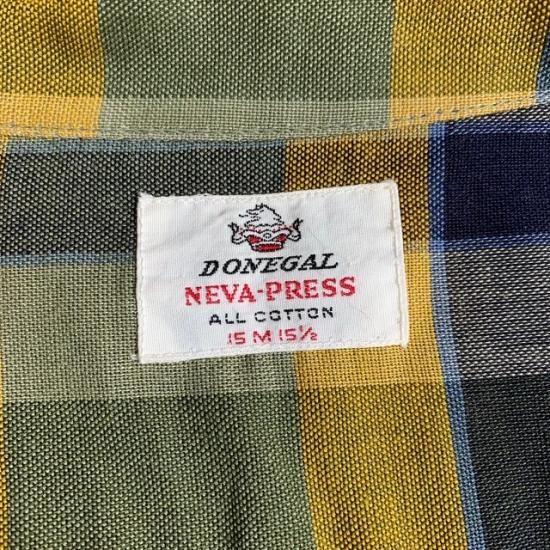 DONEGAL
NEVA-PRESS
ALL COTTON
15 M 15½